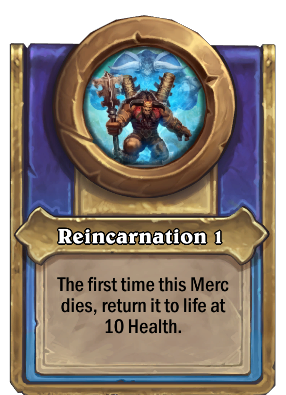 Reincarnation 1
The first time this Merc
dies, return it to life at
10 Health.